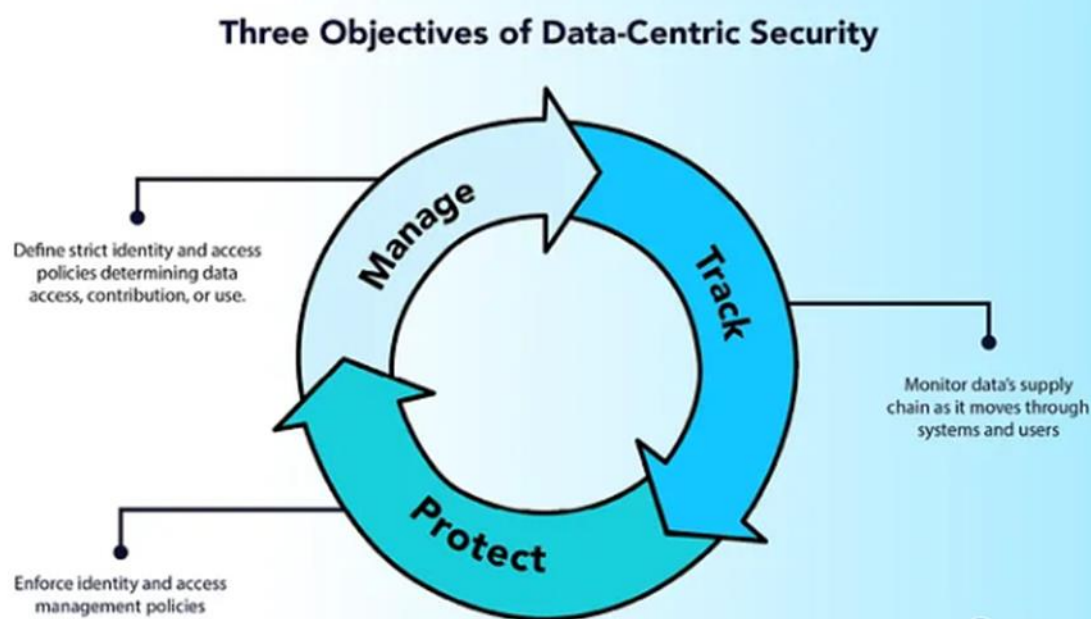 Three Objectives of Data-Centric Security
Manage
Define strict identity and access
policies determining data
access, contribution, or use.
Track
Monitor data's supply
chain as it moves through
systems and users
Protect
Enforce identity and access
management policies